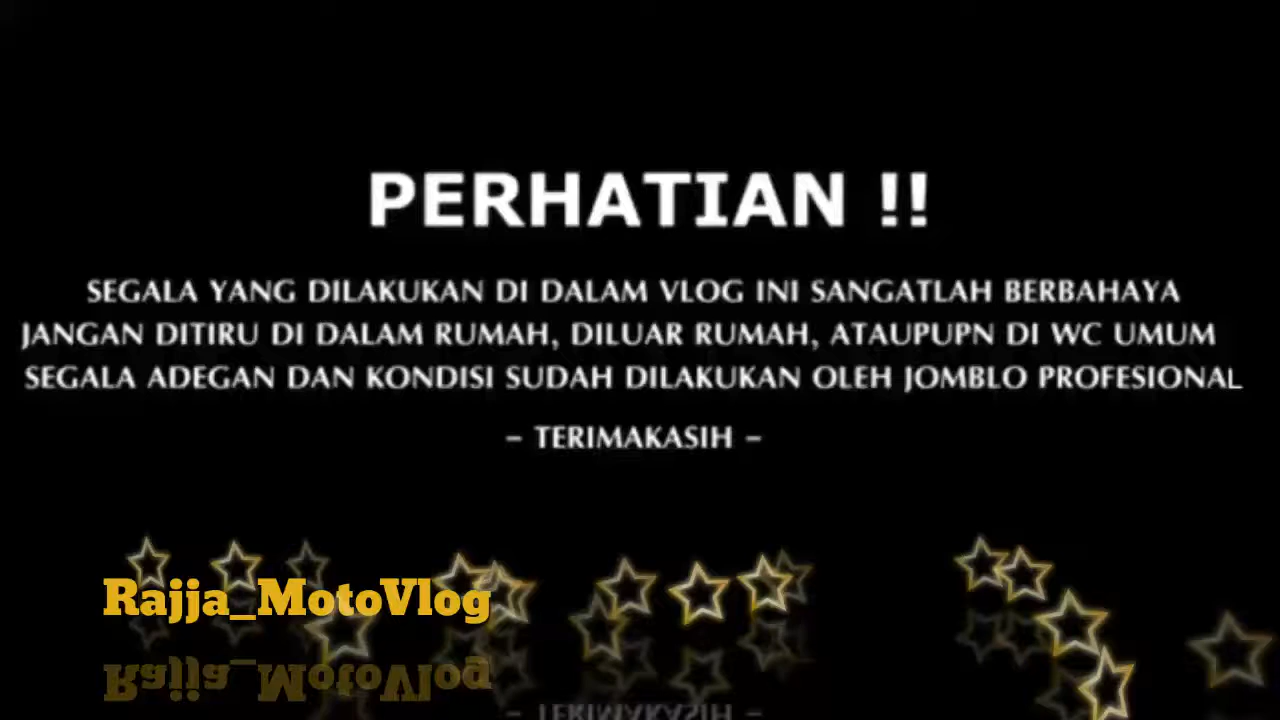 PERHATIAN !!
SEGALA YANG DILAKUKAN DI DALAM VLOG INI SANGATLAH BERBAHAYA
JANGAN DITIRU DI DALAM RUMAH, DILUAR RUMAH, ATAUPUPN DI WC UMUM
SEGALA ADEGAN DAN KONDISI SUDAH DILAKUKAN OLEH JOMBLO PROFESIONAL
– TERIMAKASIH –
Rajja_MotoVlog